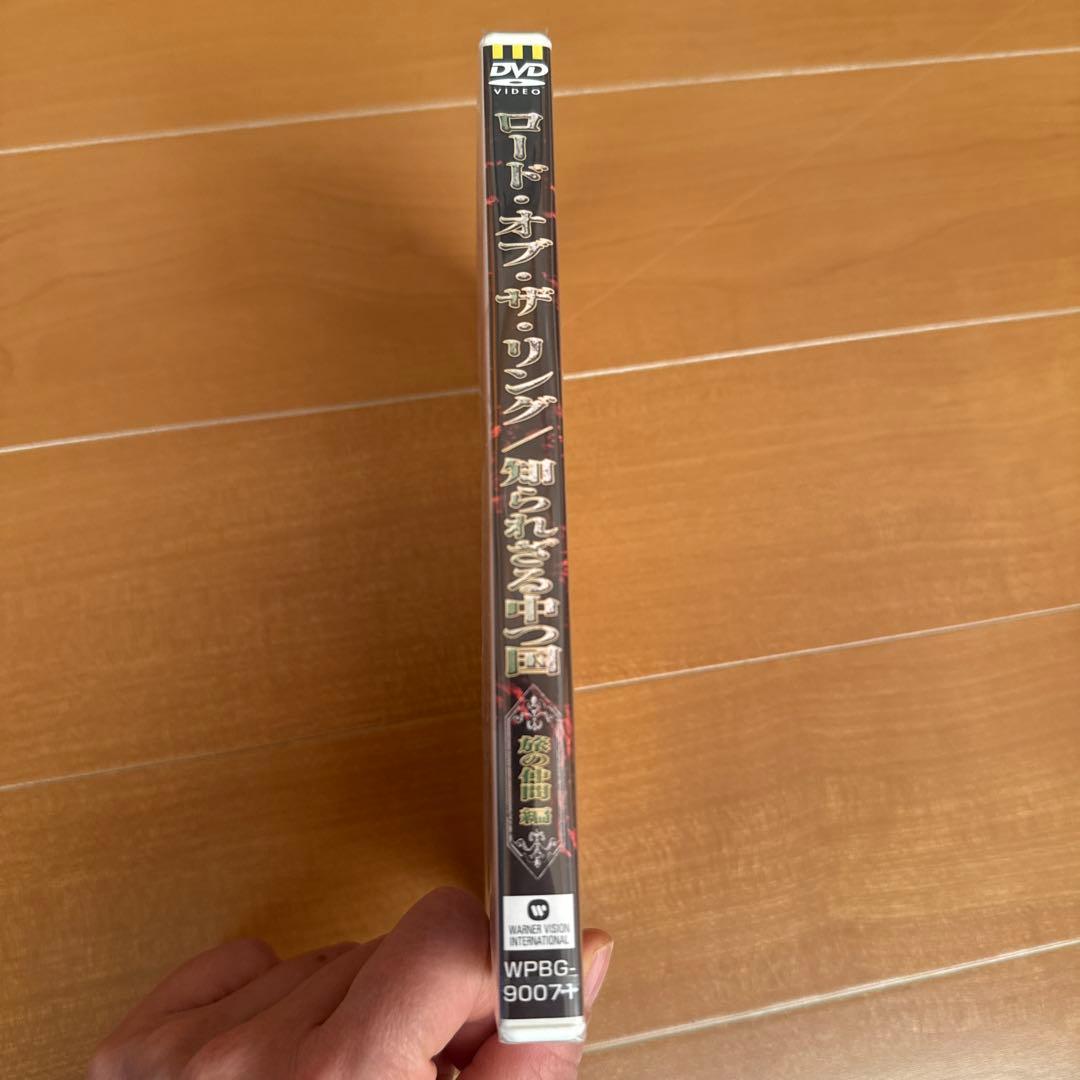 DVD
VIDEO
ロード・オブ・ザ・リング/知られざる中つ国
旅の仲間 編
WARNER VISION
INTERNATIONAL
WPBG-
90071